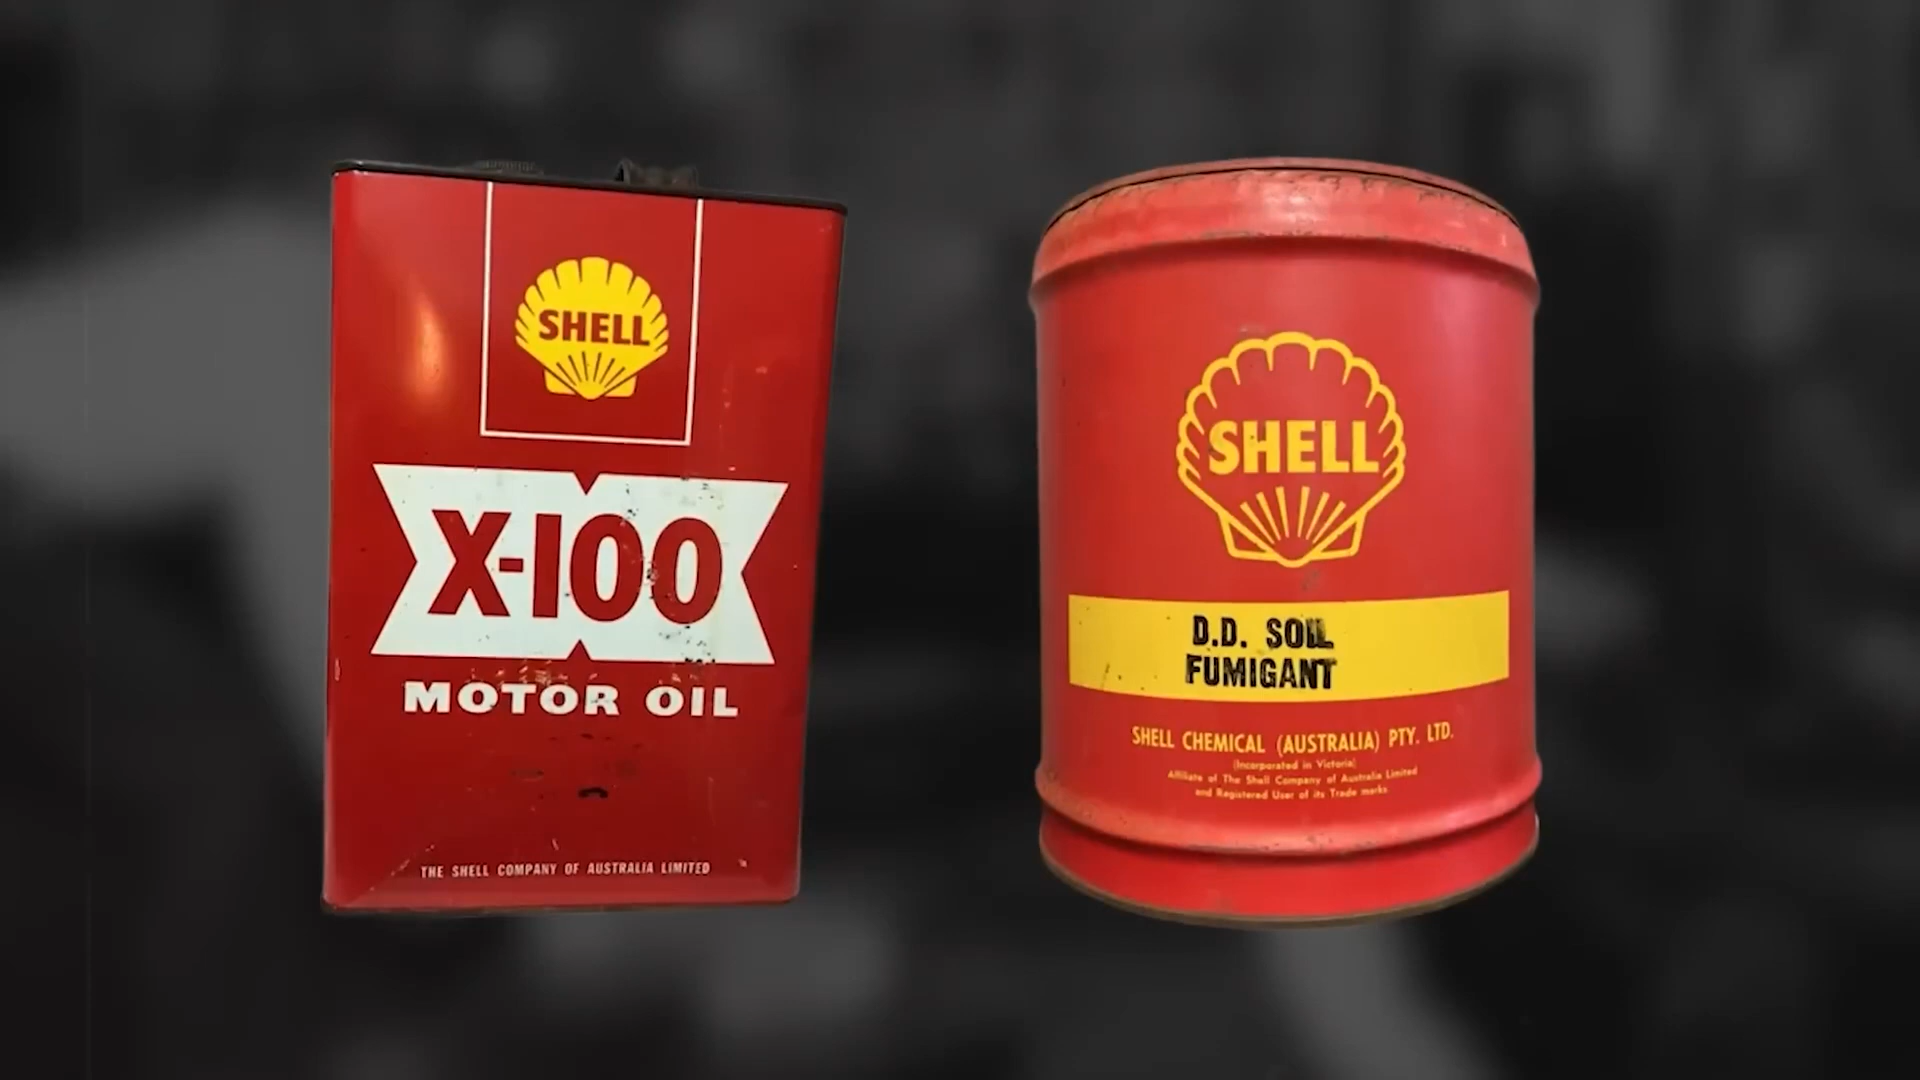 SHELL
X-100
MOTOR OIL
THE SHELL COMPANY OF AUSTRALIA LIMITED
SHELL
D.D. SOIL
FUMIGANT
SHELL CHEMICAL (AUSTRALIA) PTY. LTD.
(Incorporated in Victoria)
Affiliate of The Shell Company of Australia Limited
and Registered User of its Trade marks